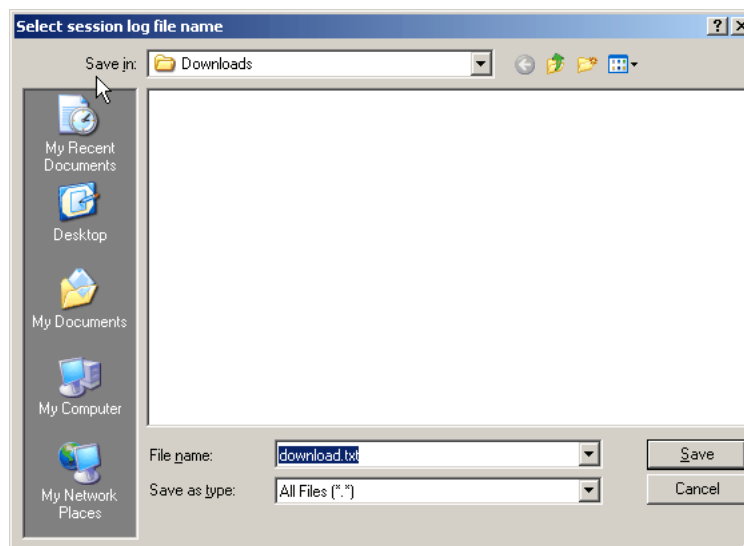 Select session log file name
Save in: Downloads
My Recent
Documents
Desktop
My Documents
My Computer
My Network
Places
File name: download.txt Save
Save as type: All Files (*.*) Cancel